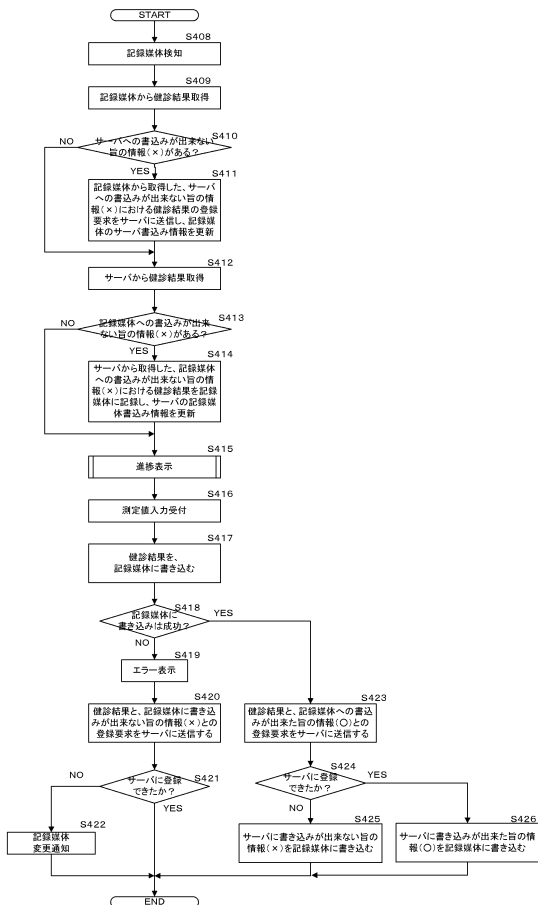 START
S408
記録媒体検知
S409
記録媒体から健診結果取得
S410
サーバへの書込みが出来ない
旨の情報(×)がある?
NO
YES
S411
記録媒体から取得した、サーバ
への書込みが出来ない旨の情
報(×)における健診結果の登録
要求をサーバに送信し、記録媒
体のサーバ書込み情報を更新
S412
サーバから健診結果取得
S413
記録媒体への書込みが出来
ない旨の情報(×)がある?
NO
YES
S414
サーバから取得した、記録媒体
への書込みが出来ない旨の情
報(×)における健診結果を記録
媒体に記録し、サーバの記録媒
体書込み情報を更新
S415
進捗表示
S416
測定値入力受付
S417
健診結果を、
記録媒体に書き込む
S418
記録媒体に
書き込みは成功?
YES
NO
S419
エラー表示
S420
健診結果と、記録媒体に書き込
みが出来ない旨の情報(×)との
登録要求をサーバに送信する
S421
サーバに登録
できたか?
NO
YES
S422
記録媒体
変更通知
S423
健診結果と、記録媒体への書込
みが出来た旨の情報(○)との
登録要求をサーバに送信する
S424
サーバに登録
できたか?
YES
NO
S425
サーバに書き込みが出来ない旨の
情報(×)を記録媒体に書き込む
S426
サーバに書き込みが出来た旨の情
報(○)を記録媒体に書き込む
END